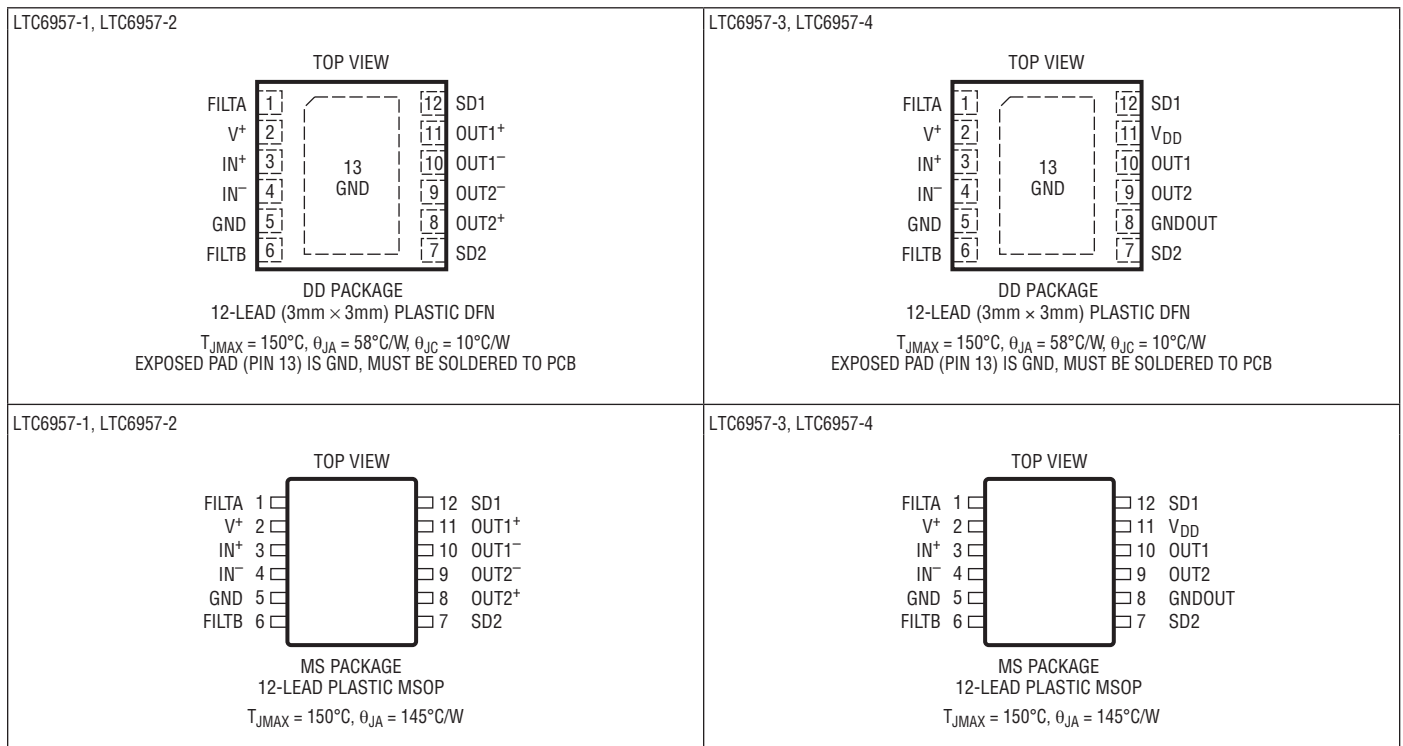 LTC6957-1, LTC6957-2
TOP VIEW
FILTA 1
V+ 2
IN+ 3
IN− 4
GND 5
FILTB 6
13
GND
12 SD1
11 OUT1+
10 OUT1−
9 OUT2−
8 OUT2+
7 SD2
DD PACKAGE
12-LEAD (3mm × 3mm) PLASTIC DFN
TJMAX = 150°C, θJA = 58°C/W, θJC = 10°C/W
EXPOSED PAD (PIN 13) IS GND, MUST BE SOLDERED TO PCB
LTC6957-3, LTC6957-4
TOP VIEW
FILTA 1
V+ 2
IN+ 3
IN− 4
GND 5
FILTB 6
13
GND
12 SD1
11 VDD
10 OUT1
9 OUT2
8 GNDOUT
7 SD2
DD PACKAGE
12-LEAD (3mm × 3mm) PLASTIC DFN
TJMAX = 150°C, θJA = 58°C/W, θJC = 10°C/W
EXPOSED PAD (PIN 13) IS GND, MUST BE SOLDERED TO PCB
LTC6957-1, LTC6957-2
TOP VIEW
FILTA 1
V+ 2
IN+ 3
IN− 4
GND 5
FILTB 6
12 SD1
11 OUT1+
10 OUT1−
9 OUT2−
8 OUT2+
7 SD2
MS PACKAGE
12-LEAD PLASTIC MSOP
TJMAX = 150°C, θJA = 145°C/W
LTC6957-3, LTC6957-4
TOP VIEW
FILTA 1
V+ 2
IN+ 3
IN− 4
GND 5
FILTB 6
12 SD1
11 VDD
10 OUT1
9 OUT2
8 GNDOUT
7 SD2
MS PACKAGE
12-LEAD PLASTIC MSOP
TJMAX = 150°C, θJA = 145°C/W